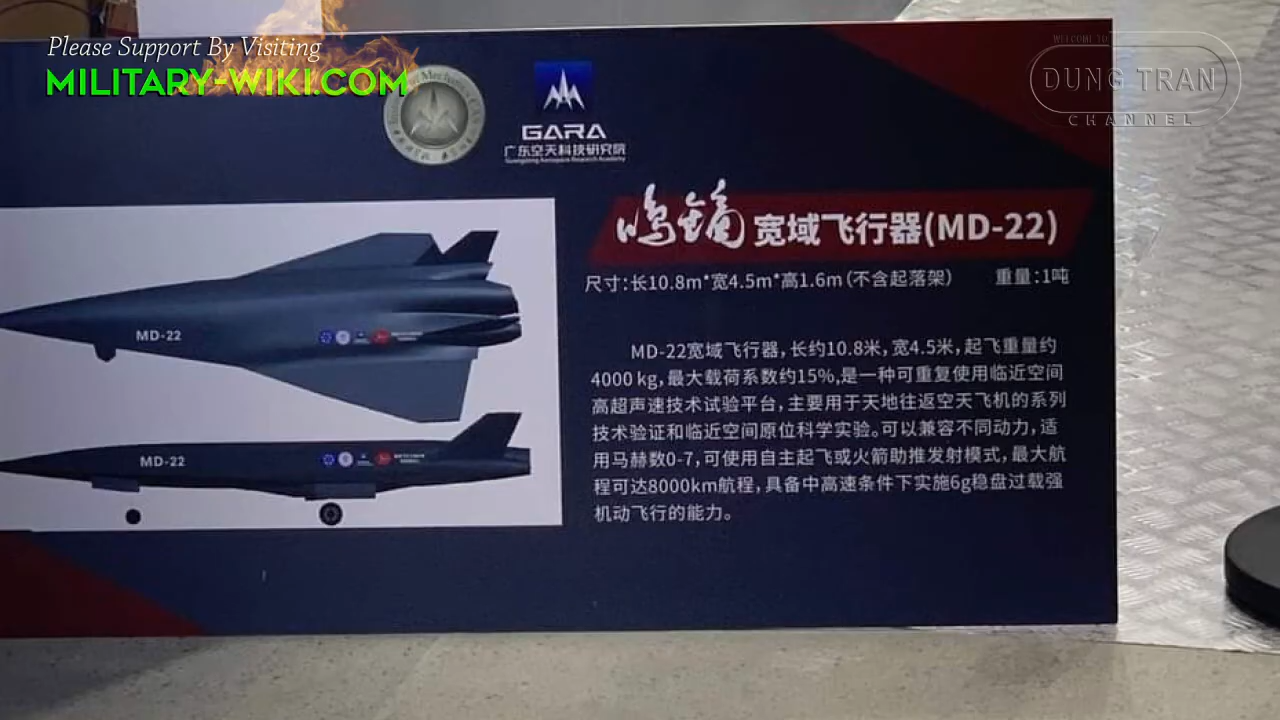 Please Support By Visiting
MILITARY-WIKI.COM
WELCOME TO
DUNG TRAN
CHANNEL
GARA
广东空天科技研究院
Guangdong Aerospace Research Academy
鸣镝 宽域飞行器(MD-22)
尺寸:长10.8m*宽4.5m*高1.6m(不含起落架) 重量:1吨
MD-22宽域飞行器,长约10.8米,宽4.5米,起飞重量约
4000kg,最大载荷系数约15%,是一种可重复使用临近空间
高超声速技术试验平台,主要用于天地往返空天飞机的系列
技术验证和临近空间原位科学实验。可以兼容不同动力,适
用马赫数0-7,可使用自主起飞或火箭助推发射模式,最大航
程可达8000km航程,具备中高速条件下实施6g稳盘过载强
机动飞行的能力。
MD-22
MD-22